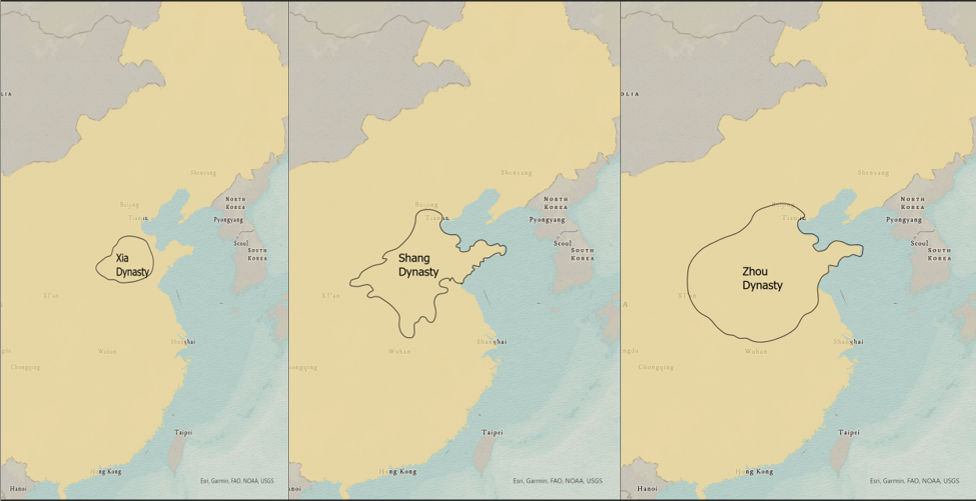 LIA
Shenyang
Beijing
Tianjin
NORTH
KOREA
Pyongyang
Seoul
SOUTH
KOREA
Xia
Dynasty
Xi'an
Shanghai
Wuhan
Chongqing
Taipei
Hong Kong
Hanoi
Esri, Garmin, FAO, NOAA, USGS
Shenyang
Beijing
Tianjin
NORTH
KOREA
Pyongyang
Seoul
SOUTH
KOREA
Shang
Dynasty
Shanghai
Wuhan
ongqing
Taipei
Hong Kong
Hanoi
Esri, Garmin, FAO, NOAA, USGS
OLIA
Shenyang
Beijing
Tianjin
NORTH
KOREA
Pyongyang
Seoul
SOUTH
KOREA
Zhou
Dynasty
Xi'an
A
Shanghai
Wuhan
ngdu
Chongqing
Taipei
Hong Kong
Hanoi
Esri, Garmin, FAO, NOAA, USGS